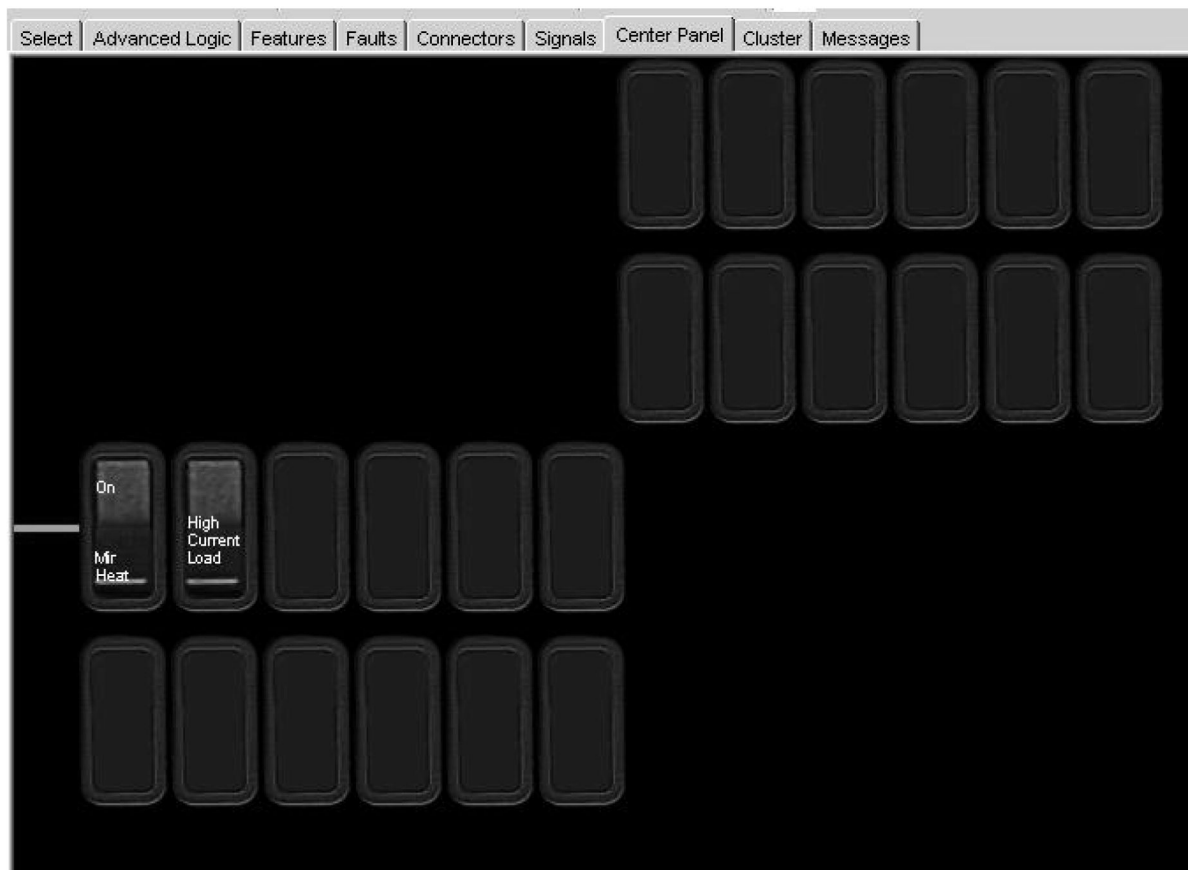 Select Advanced Logic Features Faults Connectors Signals Center Panel Cluster Messages
On
Mir
Heat
High
Current
Load